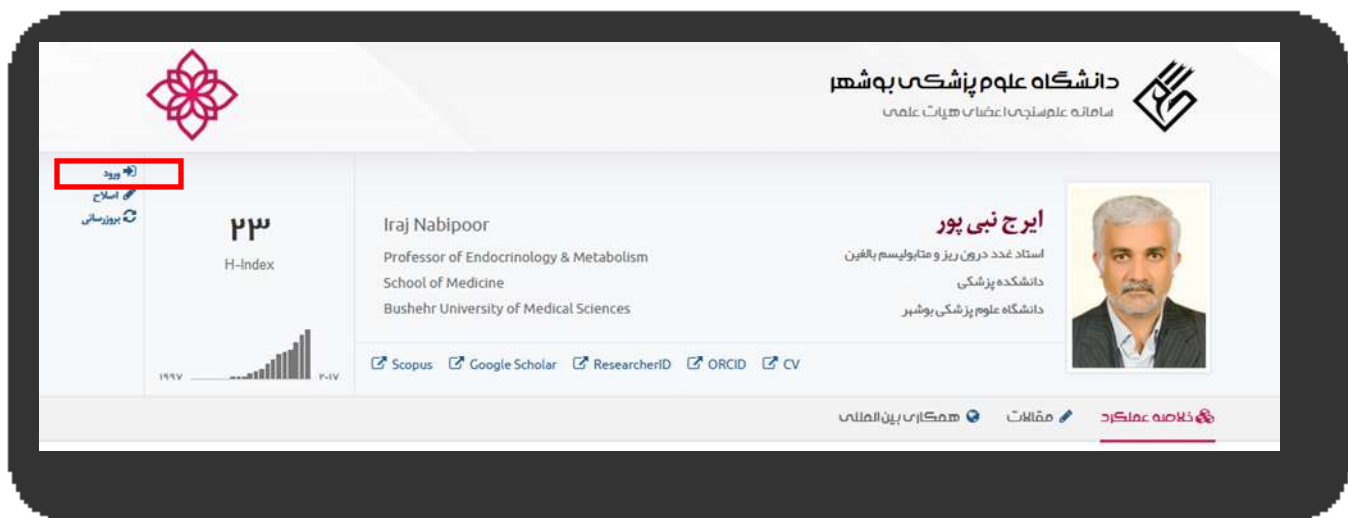 دانشگاه علوم پزشکی بوشهر
سامانه علم‌سنجی اعضای هیات علمی
ورود
اصلاح
بروزرسانی
ایرج نبی پور
استاد غدد درون ریز و متابولیسم بالغین
دانشکده پزشکی
دانشگاه علوم پزشکی بوشهر
Iraj Nabipoor
Professor of Endocrinology & Metabolism
School of Medicine
Bushehr University of Medical Sciences
۲۳
H-Index
۱۹۹۷ ۲۰۱۷
Scopus Google Scholar ResearcherID ORCID CV
خلاصه عملکرد مقالات همکاری بین‌المللی